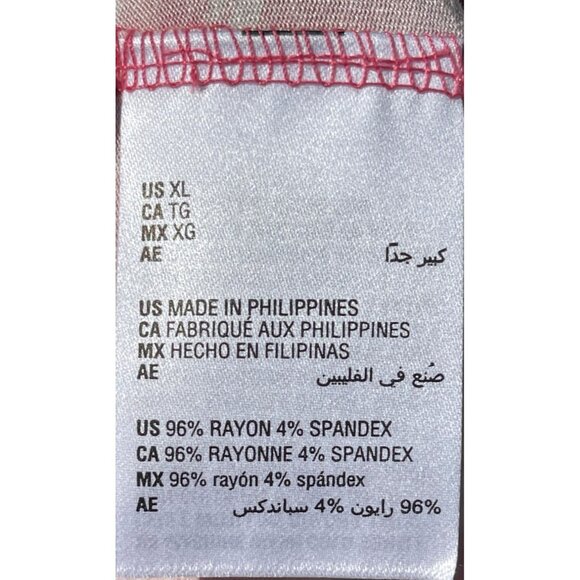 US XL
CA TG
MX XG
AE كبير جدًا
US MADE IN PHILIPPINES
CA FABRIQUÉ AUX PHILIPPINES
MX HECHO EN FILIPINAS
AE صُنع في الفليبين
US 96% RAYON 4% SPANDEX
CA 96% RAYONNE 4% SPANDEX
MX 96% rayón 4% spándex
AE 96% رايون 4% سباندكس